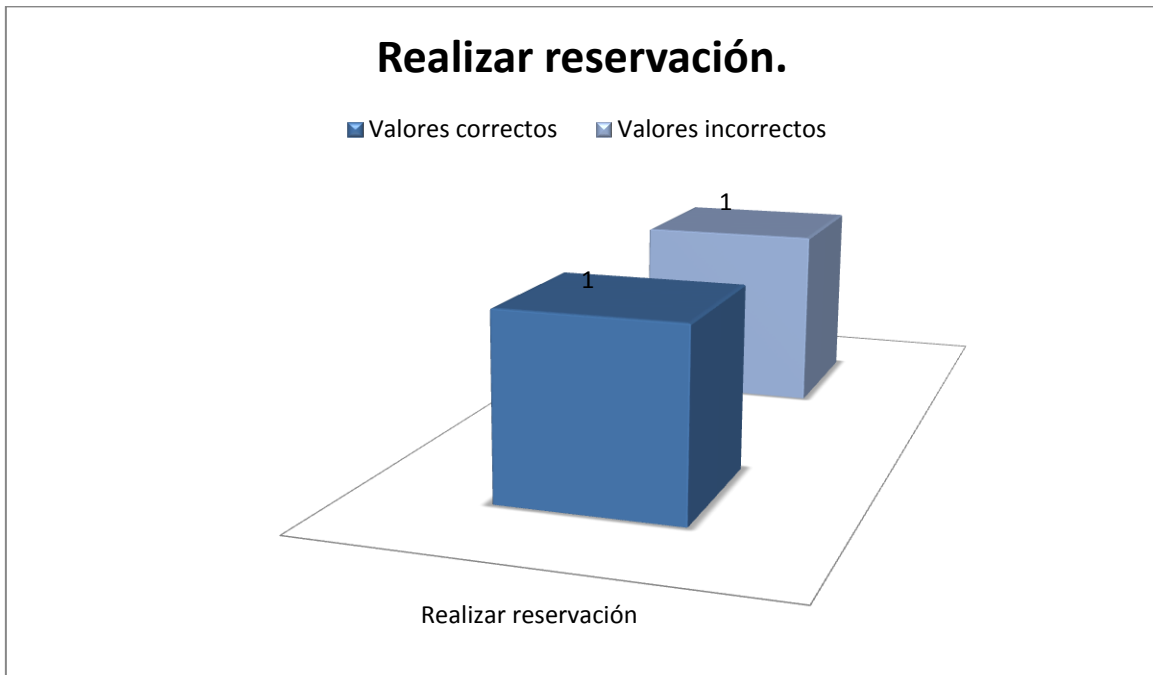 Realizar reservación.
Valores correctos Valores incorrectos
1
1
Realizar reservación